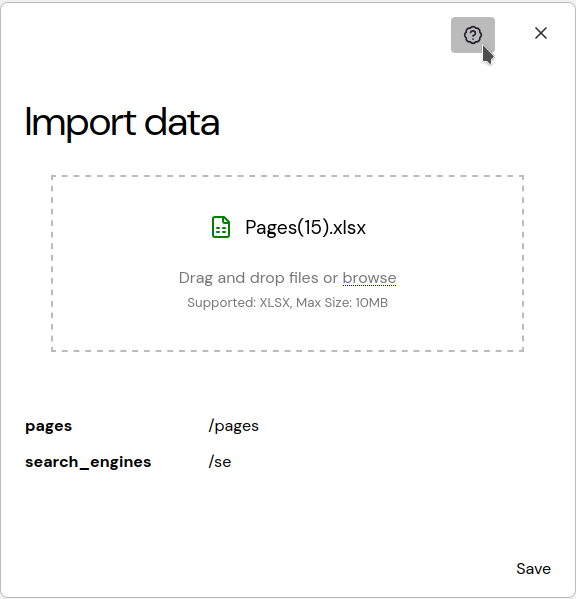 Import data
Pages(15).xlsx
Drag and drop files or browse
Supported: XLSX, Max Size: 10MB
pages /pages
search_engines /se
Save